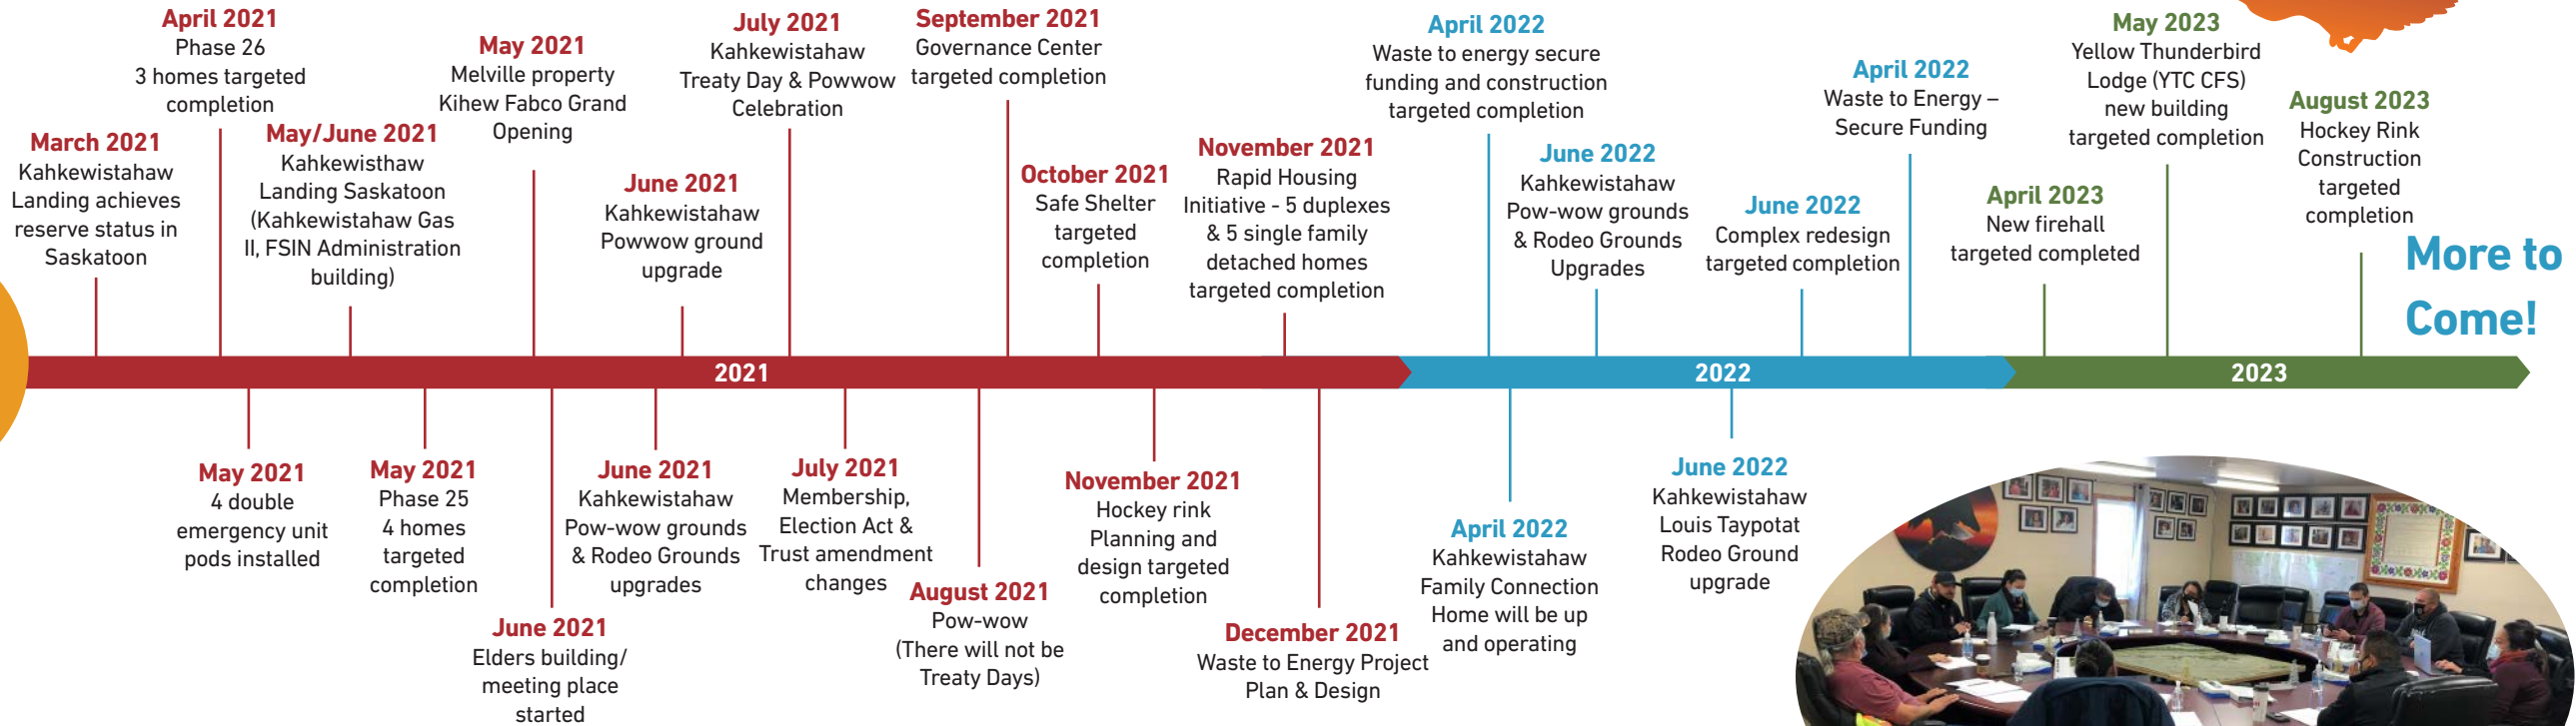 March 2021
Kahkewistahaw
Landing achieves
reserve status in
Saskatoon
April 2021
Phase 26
3 homes targeted
completion
May/June 2021
Kahkewisthaw
Landing Saskatoon
(Kahkewistahaw Gas
II, FSIN Administration
building)
May 2021
Melville property
Kihew Fabco Grand
Opening
June 2021
Kahkewistahaw
Powwow ground
upgrade
July 2021
Kahkewistahaw
Treaty Day & Powwow
Celebration
September 2021
Governance Center
targeted completion
October 2021
Safe Shelter
targeted
completion
November 2021
Rapid Housing
Initiative - 5 duplexes
& 5 single family
detached homes
targeted completion
April 2022
Waste to energy secure
funding and construction
targeted completion
June 2022
Kahkewistahaw
Pow-wow grounds
& Rodeo Grounds
Upgrades
June 2022
Complex redesign
targeted completion
April 2022
Waste to Energy –
Secure Funding
April 2023
New firehall
targeted completed
May 2023
Yellow Thunderbird
Lodge (YTC CFS)
new building
targeted completion
August 2023
Hockey Rink
Construction
targeted
completion
More to
Come!
2021
2022
2023
May 2021
4 double
emergency unit
pods installed
May 2021
Phase 25
4 homes
targeted
completion
June 2021
Elders building/
meeting place
started
June 2021
Kahkewistahaw
Pow-wow grounds
& Rodeo Grounds
upgrades
July 2021
Membership,
Election Act &
Trust amendment
changes
August 2021
Pow-wow
(There will not be
Treaty Days)
November 2021
Hockey rink
Planning and
design targeted
completion
December 2021
Waste to Energy Project
Plan & Design
April 2022
Kahkewistahaw
Family Connection
Home will be up
and operating
June 2022
Kahkewistahaw
Louis Taypotat
Rodeo Ground
upgrade